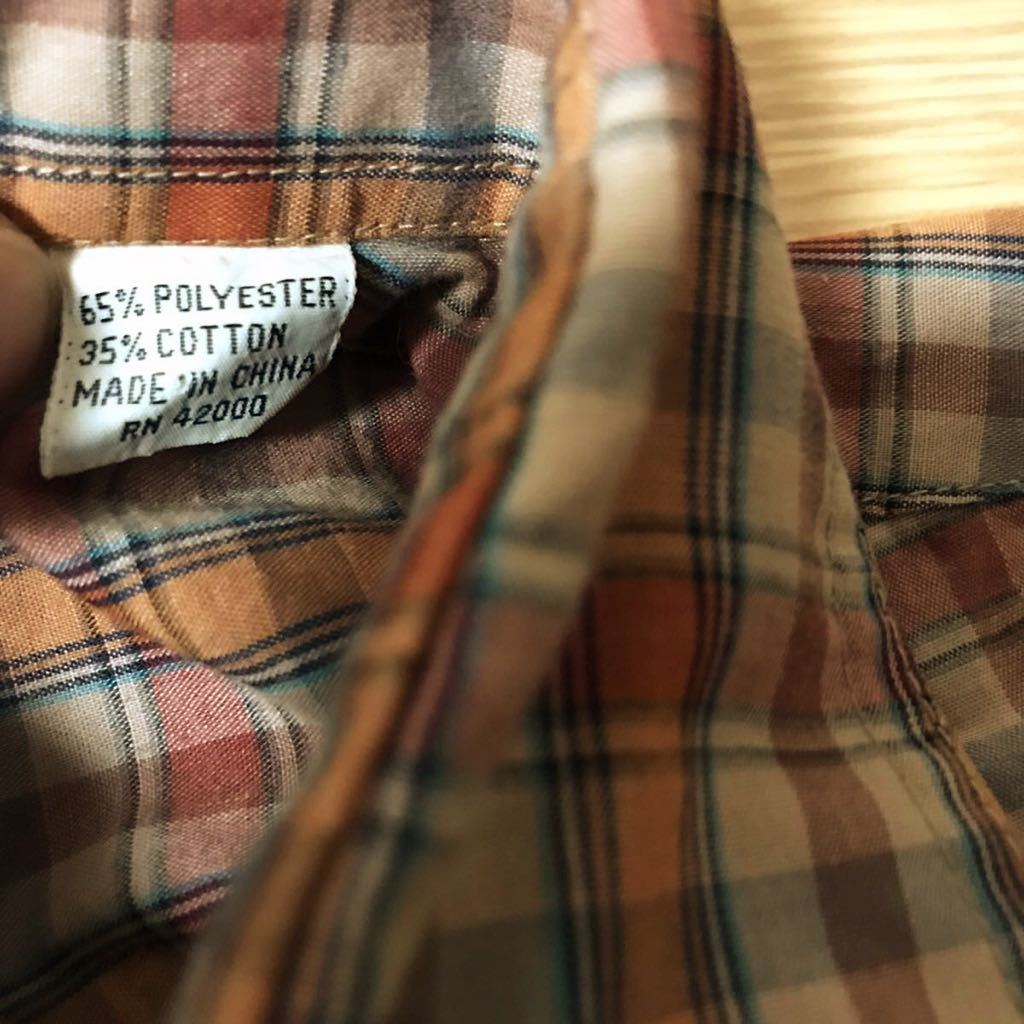 65% POLYESTER
35% COTTON
MADE IN CHINA
RN 42000